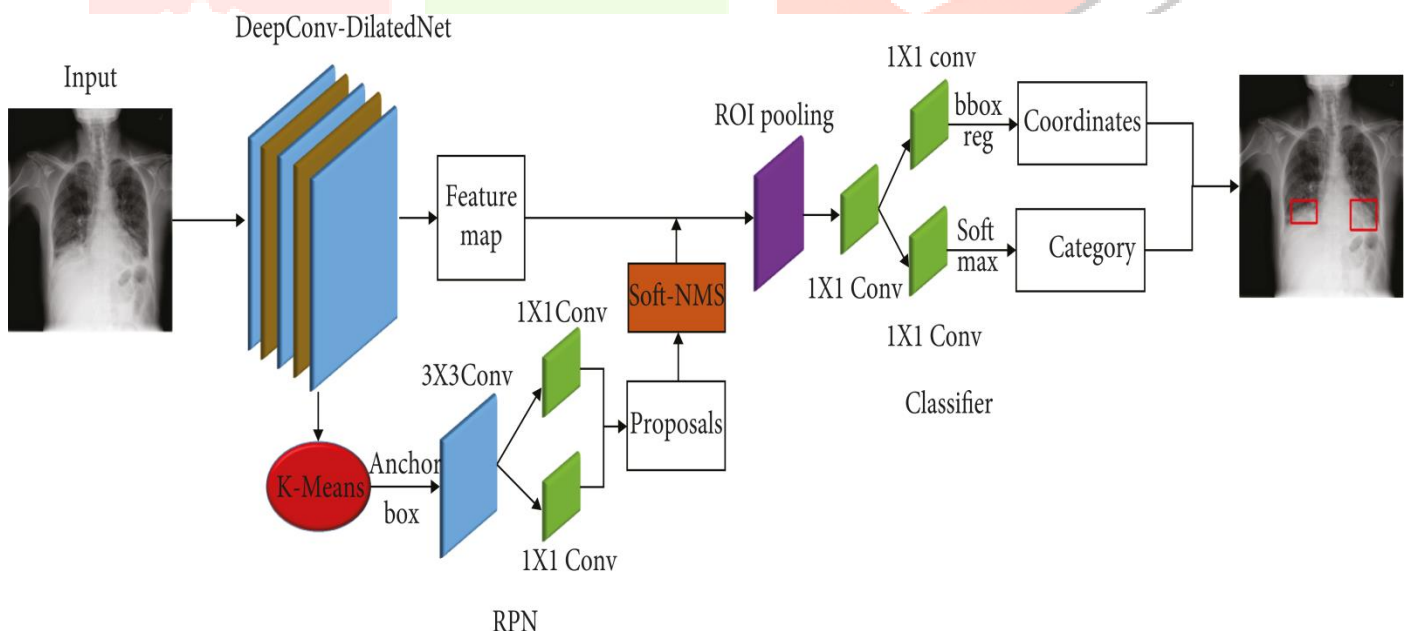 DeepConv-DilatedNet
Input
Feature
map
ROI pooling
1X1 conv
bbox
reg
Coordinates
1X1 Conv
Soft
max
Category
1X1 Conv
Classifier
Soft-NMS
1X1Conv
3X3Conv
Proposals
K-Means
Anchor
box
1X1 Conv
RPN